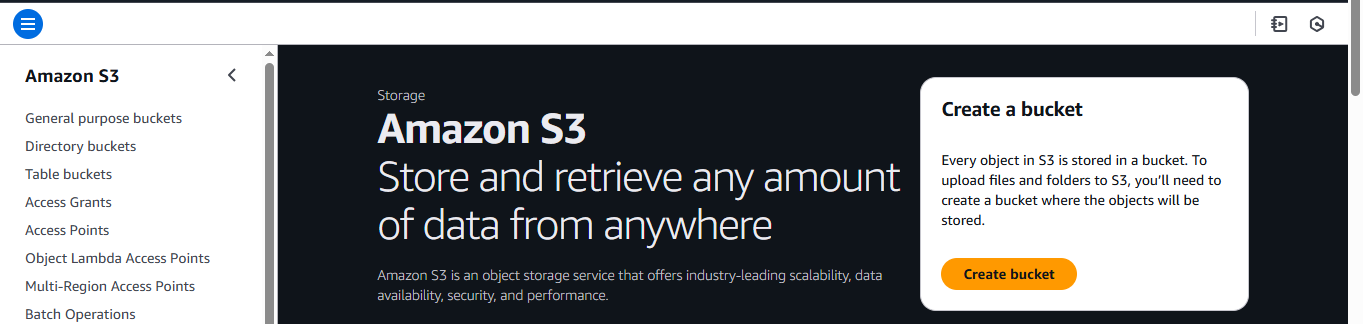 Amazon S3
General purpose buckets
Directory buckets
Table buckets
Access Grants
Access Points
Object Lambda Access Points
Multi-Region Access Points
Batch Operations
Storage
Amazon S3
Store and retrieve any amount
of data from anywhere
Amazon S3 is an object storage service that offers industry-leading scalability, data
availability, security, and performance.
Create a bucket
Every object in S3 is stored in a bucket. To
upload files and folders to S3, you’ll need to
create a bucket where the objects will be
stored.
Create bucket